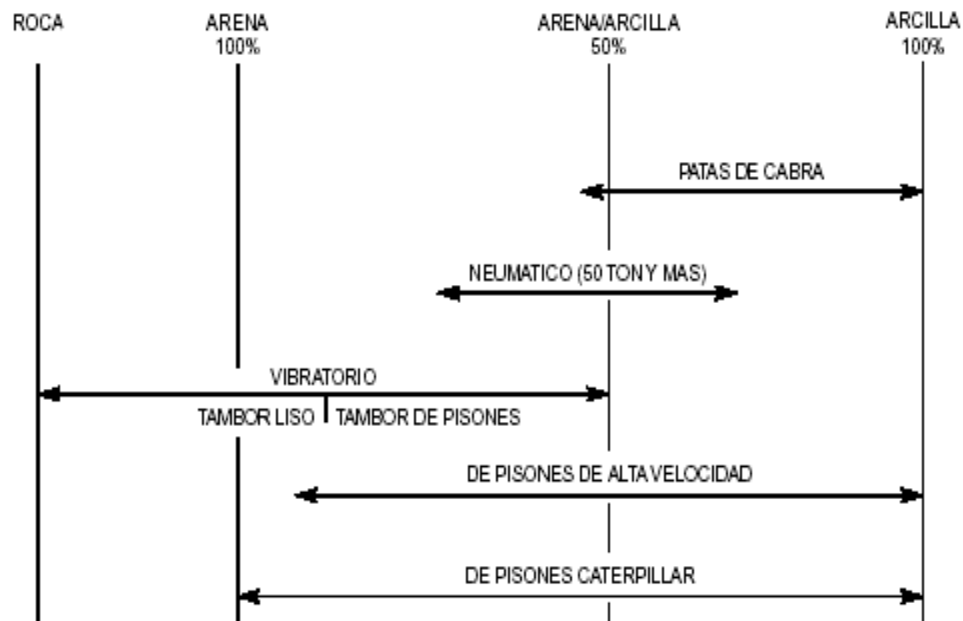 ROCA
ARENA
100%
ARENA/ARCILLA
50%
ARCILLA
100%
PATAS DE CABRA
NEUMATICO (50 TON Y MAS)
VIBRATORIO
TAMBOR LISO
TAMBOR DE PISONES
DE PISONES DE ALTA VELOCIDAD
DE PISONES CATERPILLAR